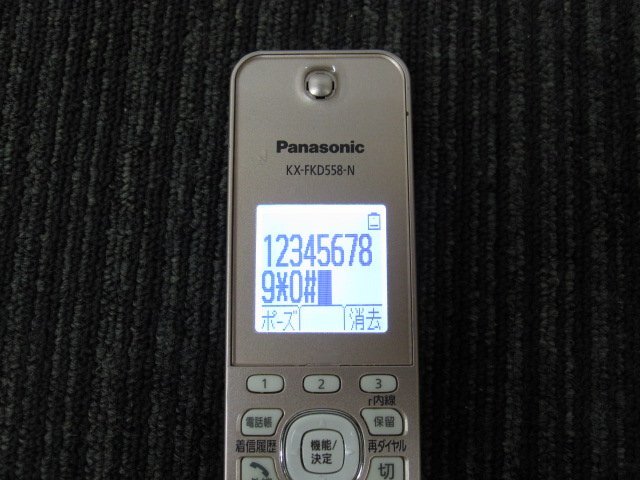 Panasonic
KX-FKD558-N
12345678
9*0#
ポーズ 消去
1 2 3
r内線
電話帳 保留
着信履歴 機能/ 再ダイヤル
決定
切